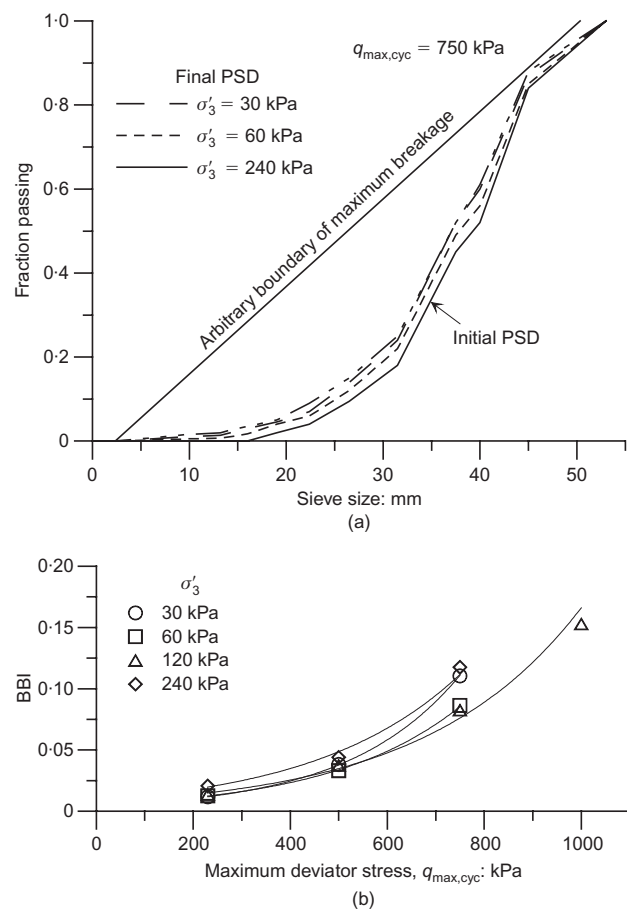 1·0
q_max,cyc = 750 kPa
Final PSD
σ′₃ = 30 kPa
0·8
σ′₃ = 60 kPa
σ′₃ = 240 kPa
Arbitrary boundary of maximum breakage
0·6
Fraction passing
0·4
Initial PSD
0·2
0
0 10 20 30 40 50
Sieve size: mm
(a)
0·20
σ′₃
30 kPa
60 kPa
0·15
120 kPa
240 kPa
BBI
0·10
0·05
0
0 200 400 600 800 1000
Maximum deviator stress, q_max,cyc: kPa
(b)